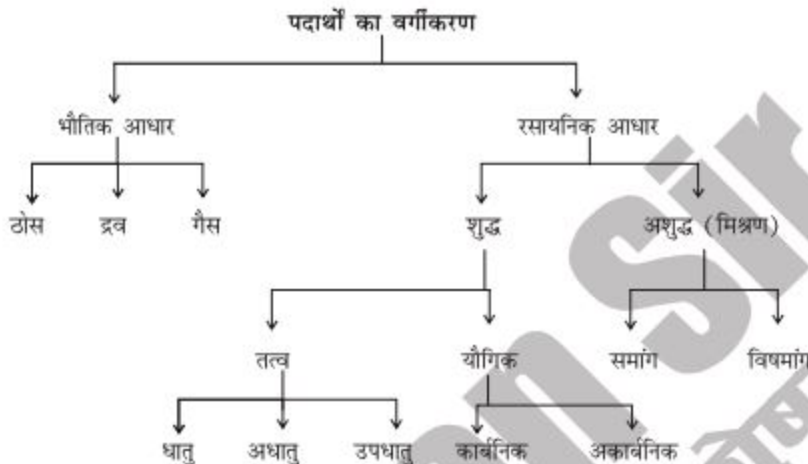 पदार्थों का वर्गीकरण
भौतिक आधार रसायनिक आधार
ठोस द्रव गैस शुद्ध अशुद्ध (मिश्रण)
तत्व यौगिक समांग विषमांग
धातु अधातु उपधातु कार्बनिक अकार्बनिक